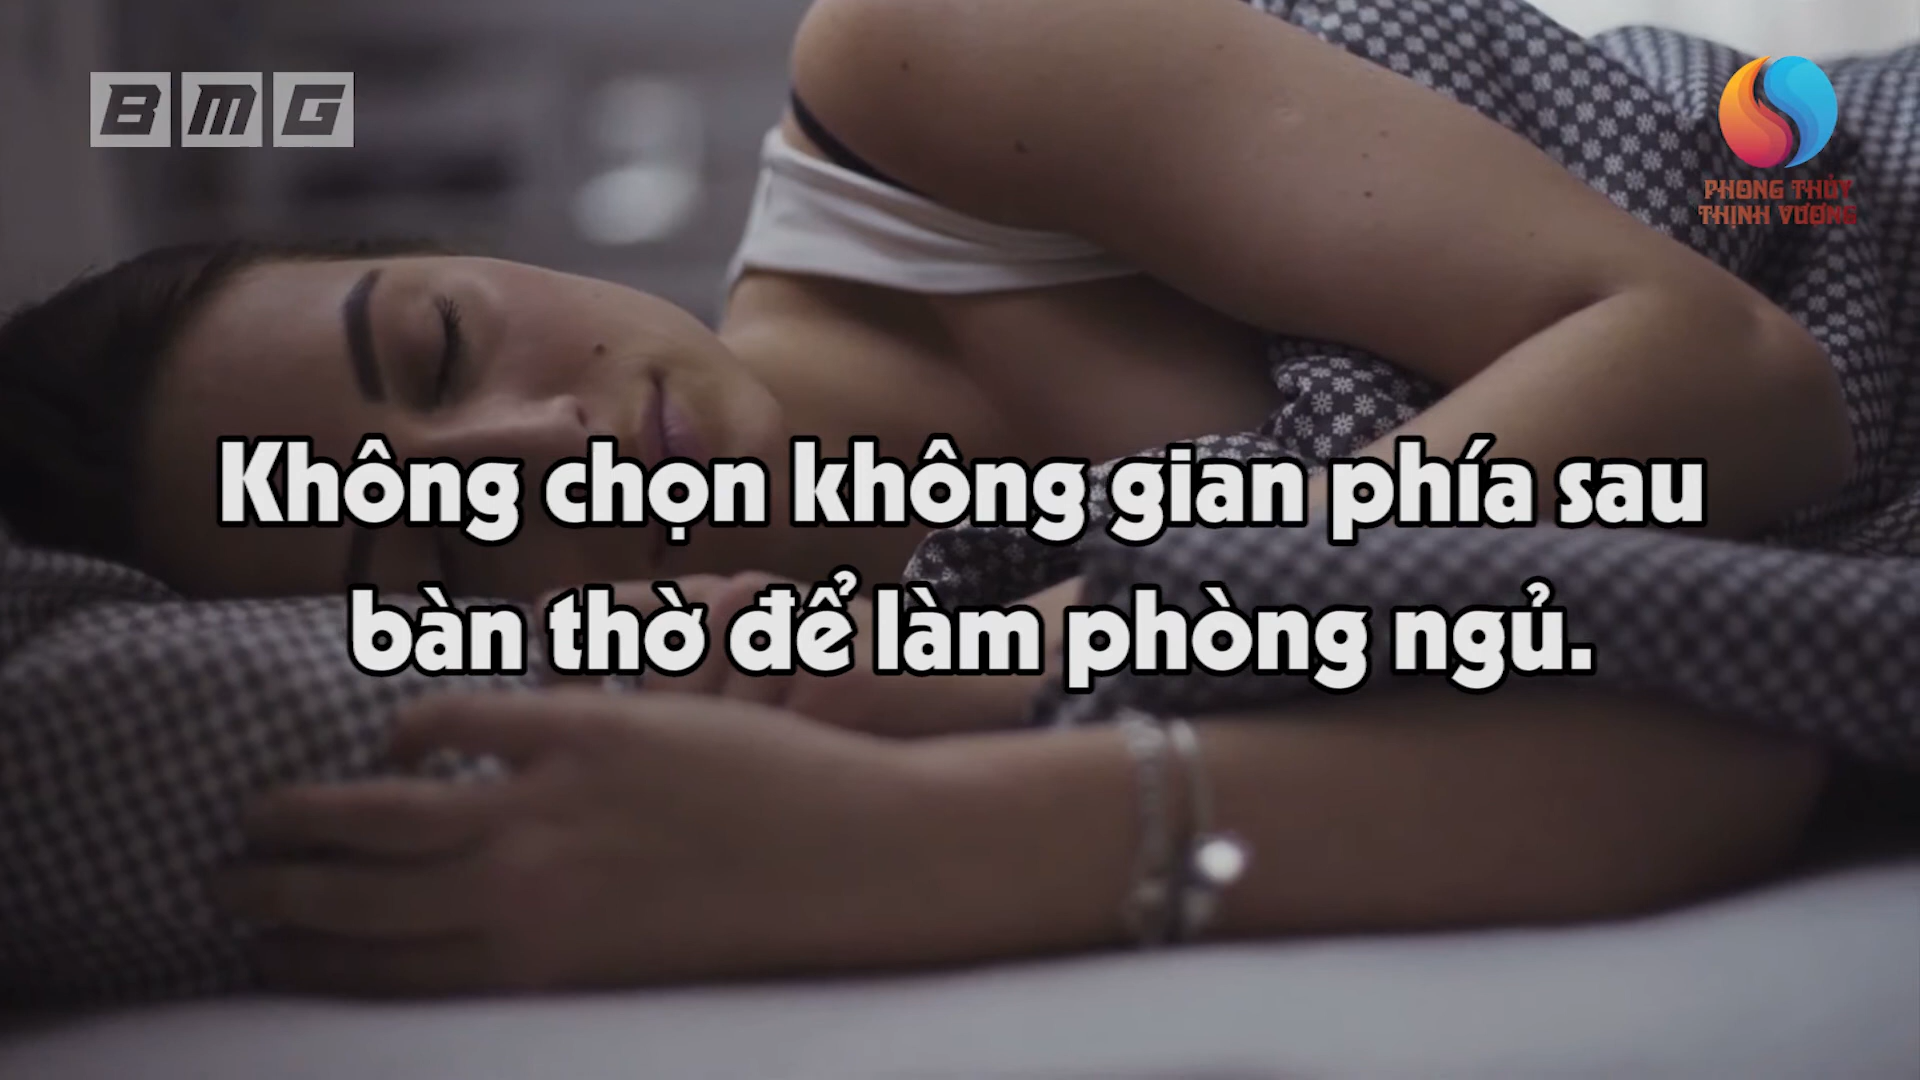 BMG
PHONG THỦY
THỊNH VƯỢNG
Không chọn không gian phía sau
bàn thờ để làm phòng ngủ.